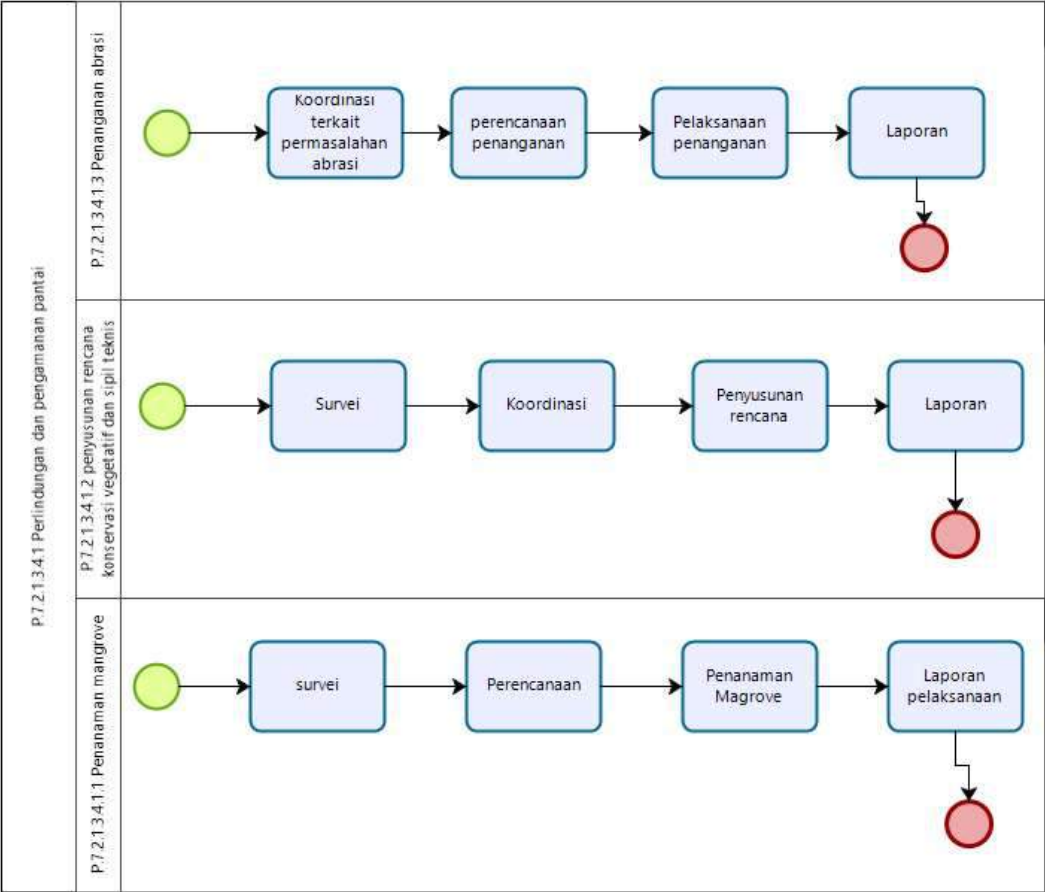 P.7.2.1.3.4.1 Perlindungan dan pengamanan pantai
P.7.2.1.3.4.1.3 Penanganan abrasi
Koordinasi
terkait
permasalahan
abrasi
perencanaan
penanganan
Pelaksanaan
penanganan
Laporan
P.7.2.1.3.4.1.2 penyusunan rencana
konservasi vegetatif dan sipil teknis
Survei
Koordinasi
Penyusunan
rencana
Laporan
P.7.2.1.3.4.1.1 Penanaman mangrove
survei
Perencanaan
Penanaman
Magrove
Laporan
pelaksanaan